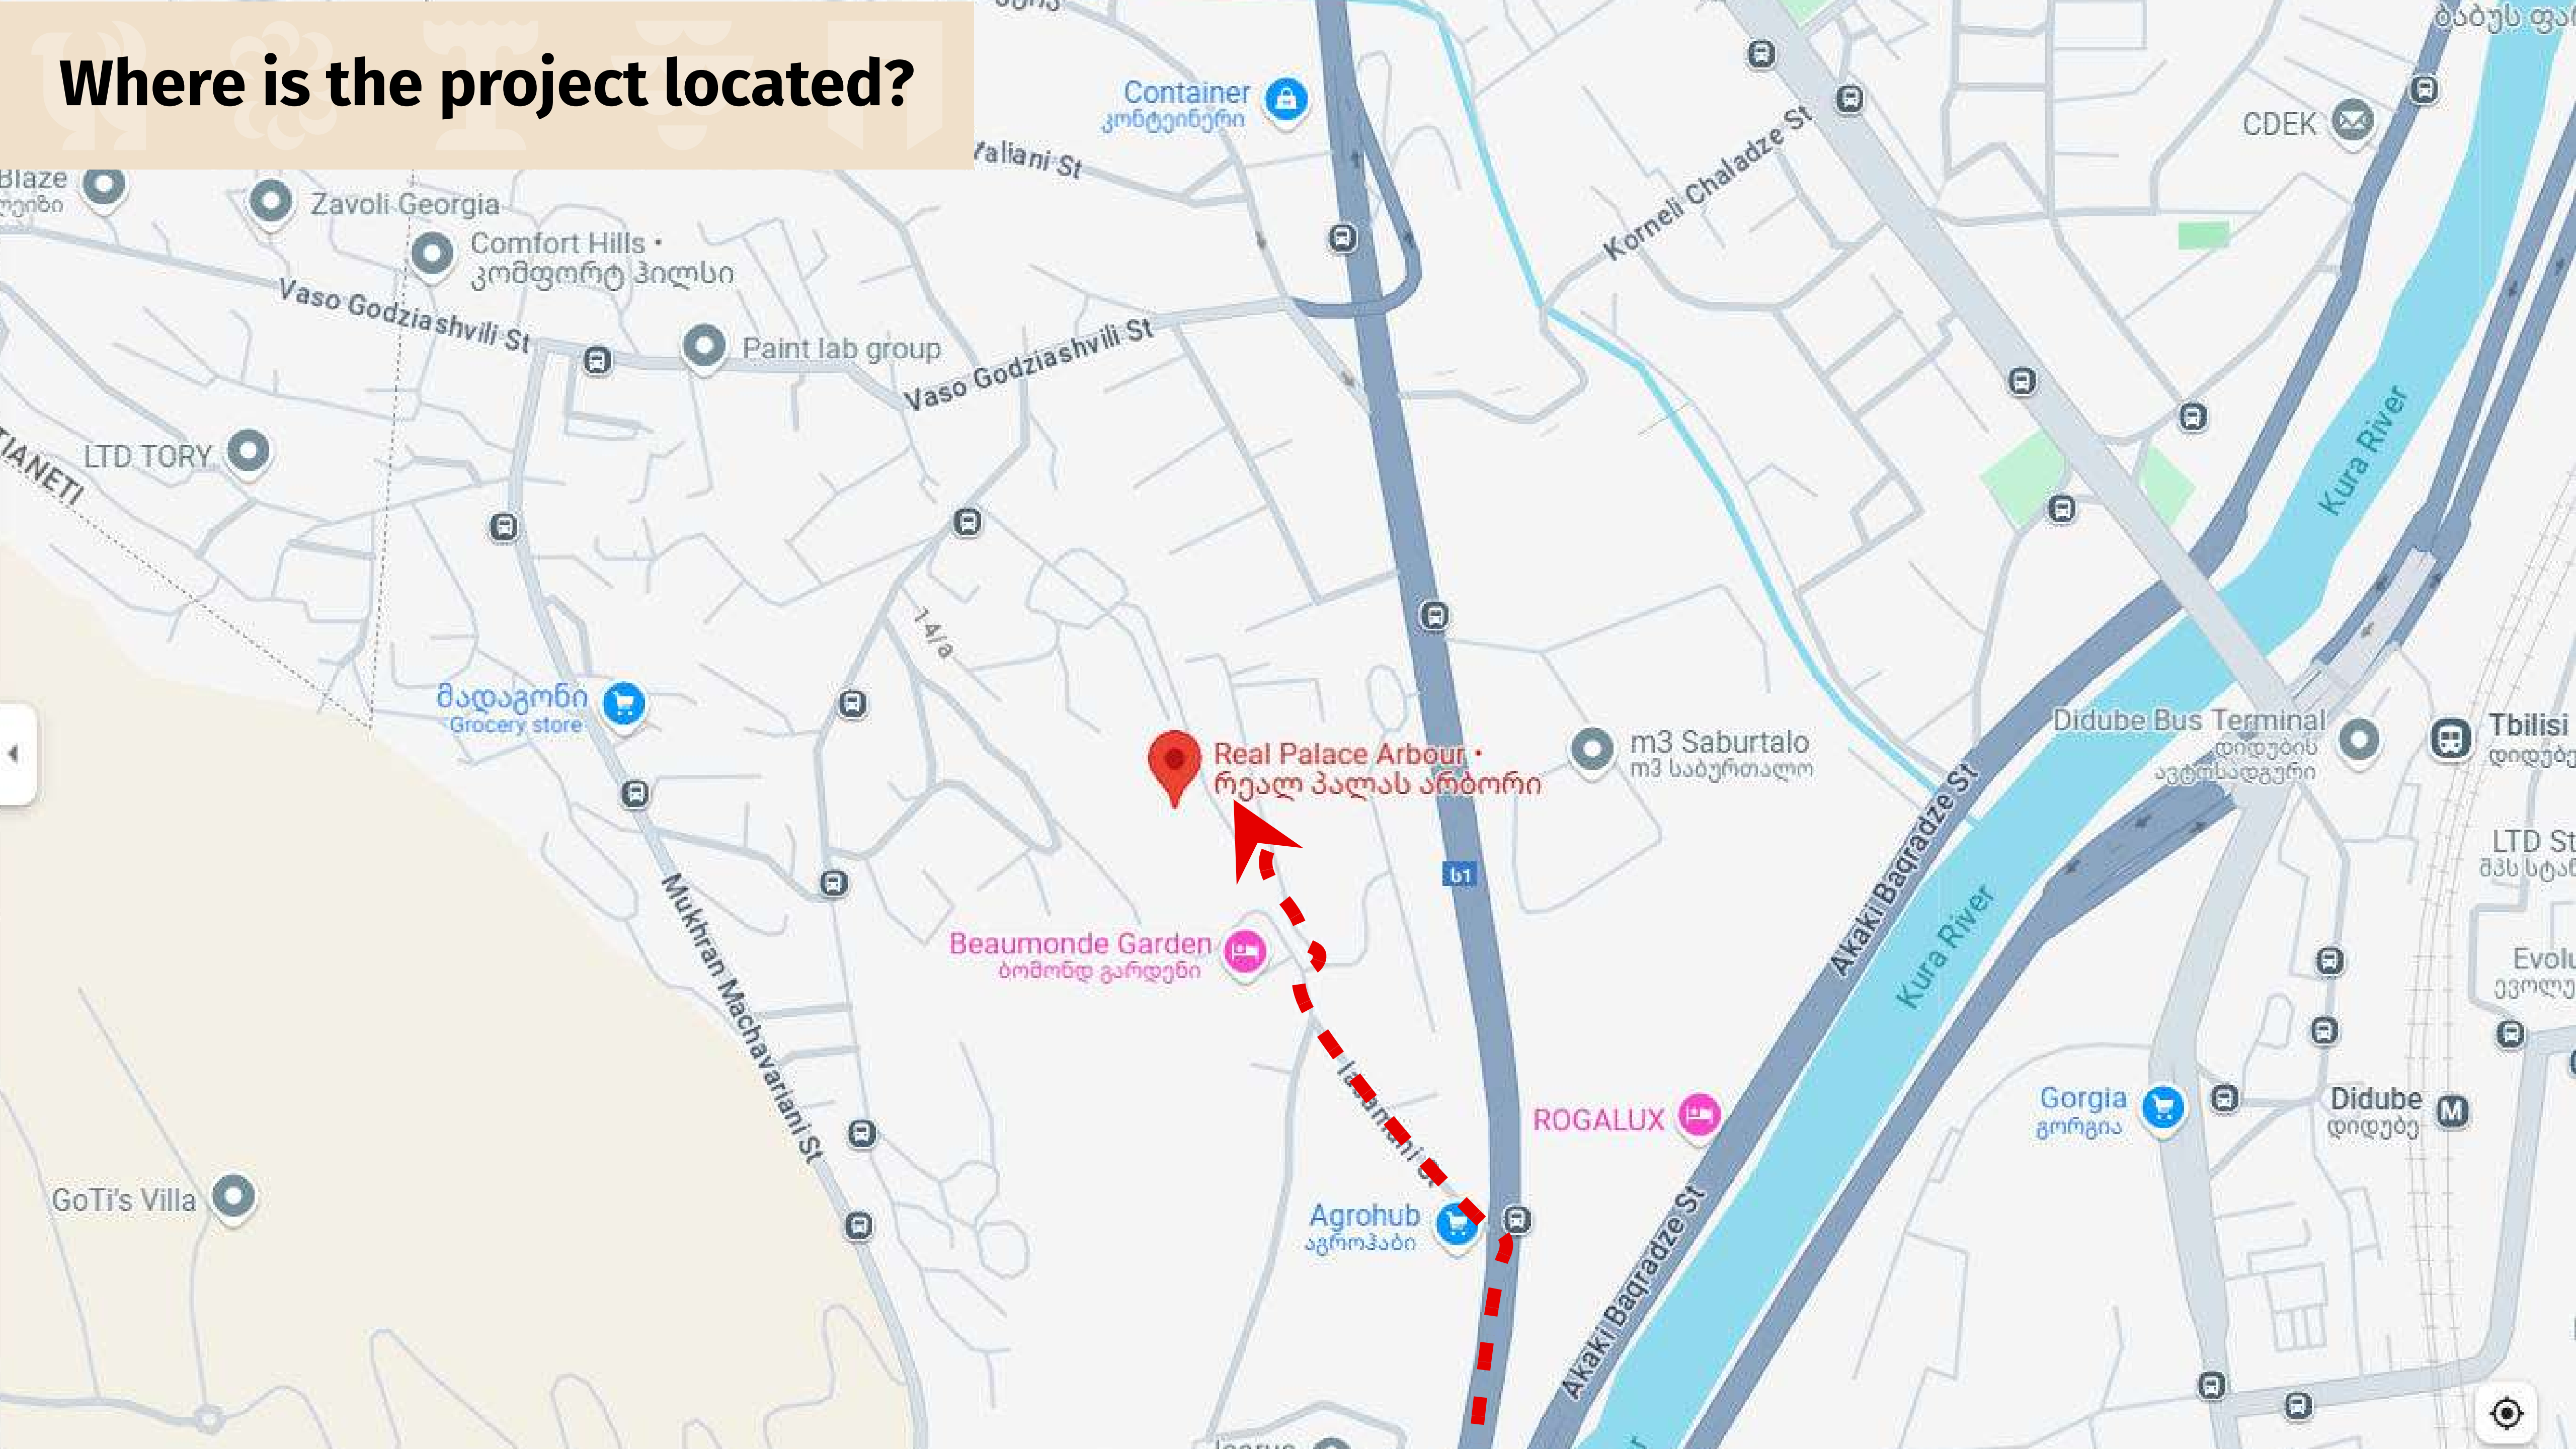 Where is the project located?
Container
კონტეინერი
Korneli Chaladze St
CDEK
Blaze
Zavoli Georgia
Comfort Hills •
კომფორტ ჰილსი
Vaso Godziashvili St
Paint lab group
Vaso Godziashvili St
LTD TORY
TIANETI
Kura River
14/a
მადაგონი
Grocery store
Real Palace Arbour •
რეალ პალას არბორი
m3 Saburtalo
m3 საბურთალო
Didube Bus Terminal
დიდუბის
ავტოსადგური
Tbilisi
ს1
Akaki Baqradze St
Kura River
LTD
Beaumonde Garden
ბომონდ გარდენი
Mukhran Machavariani St
ROGALUX
Gorgia
გორგია
Didube
დიდუბე
M
GoTi's Villa
Agrohub
აგროჰაბი
Akaki Baqradze St